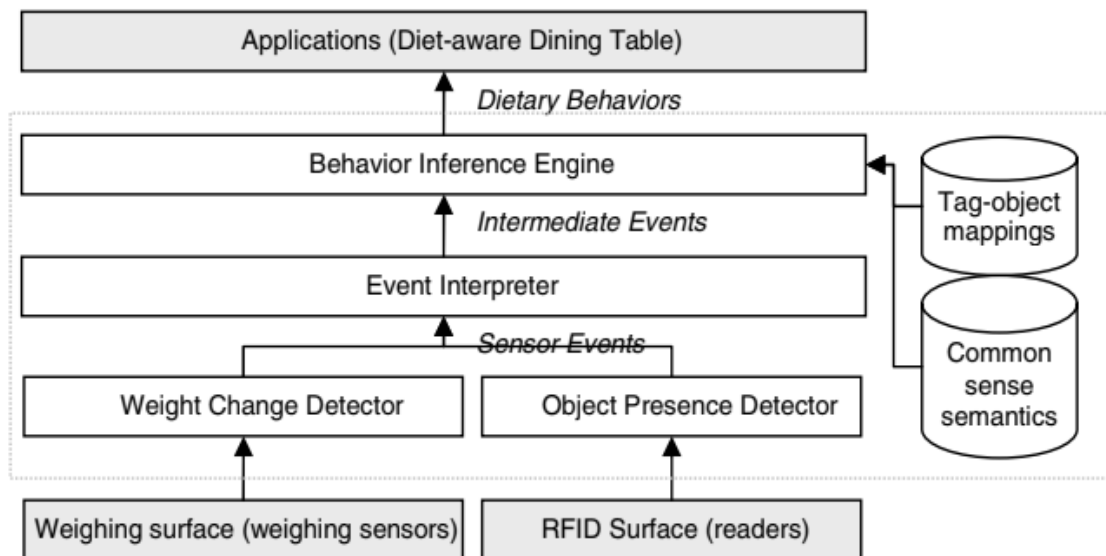 Applications (Diet-aware Dining Table)
Dietary Behaviors
Behavior Inference Engine
Tag-object
mappings
Intermediate Events
Event Interpreter
Sensor Events
Common
sense
semantics
Weight Change Detector
Object Presence Detector
Weighing surface (weighing sensors)
RFID Surface (readers)